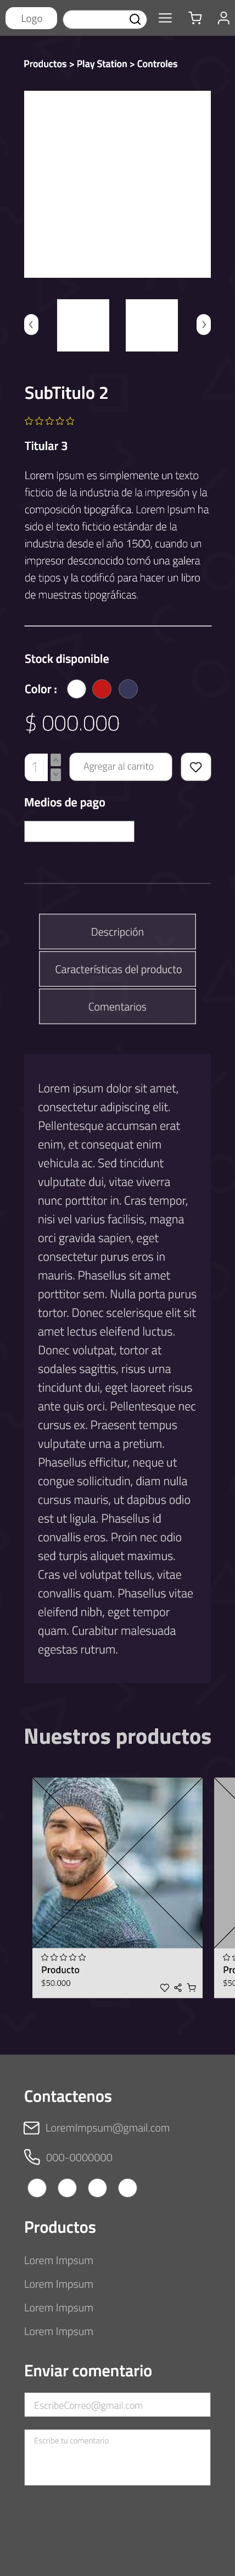 Logo
Productos > Play Station > Controles
SubTitulo 2
Titular 3
Lorem Ipsum es simplemente un texto
ficticio de la industria de la impresión y la
composición tipográfica. Lorem Ipsum ha
sido el texto ficticio estándar de la
industria desde el año 1500, cuando un
impresor desconocido tomó una galera
de tipos y la codificó para hacer un libro
de muestras tipográficas.
Stock disponible
Color :
$ 000.000
1
Agregar al carrito
Medios de pago
Descripción
Características del producto
Comentarios
Lorem ipsum dolor sit amet,
consectetur adipiscing elit.
Pellentesque accumsan erat
enim, et consequat enim
vehicula ac. Sed tincidunt
vulputate dui, vitae viverra
nunc porttitor in. Cras tempor,
nisi vel varius facilisis, magna
orci gravida sapien, eget
consectetur purus eros in
mauris. Phasellus sit amet
porttitor sem. Nulla porta purus
tortor. Donec scelerisque elit sit
amet lectus eleifend luctus.
Donec volutpat, tortor at
sodales sagittis, risus urna
tincidunt dui, eget laoreet risus
ante quis orci. Pellentesque nec
cursus ex. Praesent tempus
vulputate urna a pretium.
Phasellus efficitur, neque ut
congue sollicitudin, diam nulla
cursus mauris, ut dapibus odio
est ut ligula. Phasellus id
convallis eros. Proin nec odio
sed turpis aliquet maximus.
Cras vel volutpat tellus, vitae
convallis quam. Phasellus vitae
eleifend nibh, eget tempor
quam. Curabitur malesuada
egestas rutrum.
Nuestros productos
Producto
$50.000
Pro
$50
Contactenos
LoremImpsum@gmail.com
000-0000000
Productos
Lorem Impsum
Lorem Impsum
Lorem Impsum
Lorem Impsum
Enviar comentario
EscribeCorreo@gmail.com
Escribe tu comentario